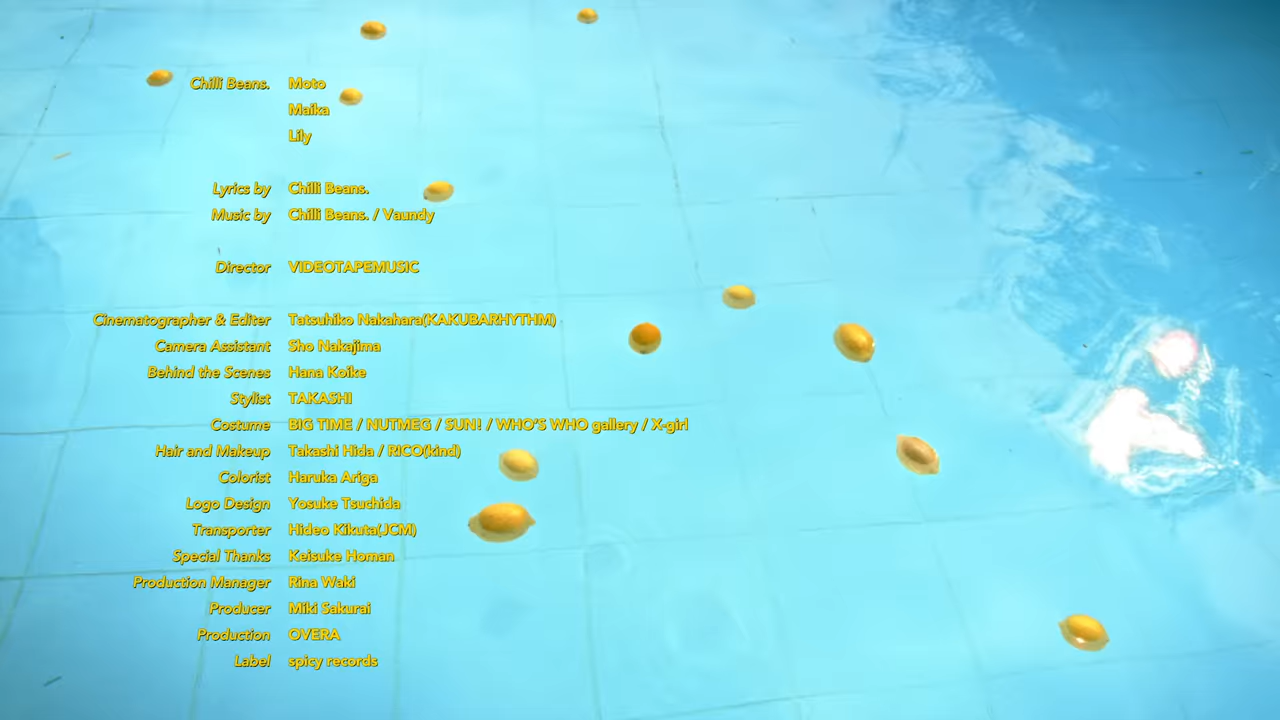 Chilli Beans. Moto
Maika
Lily
Lyrics by Chilli Beans.
Music by Chilli Beans. / Vaundy
Director VIDEOTAPEMUSIC
Cinematographer & Editer Tatsuhiko Nakahara(KAKUBARHYTHM)
Camera Assistant Sho Nakajima
Behind the Scenes Hana Koike
Stylist TAKASHI
Costume BIG TIME / NUTMEG / SUN! / WHO'S WHO gallery / X-girl
Hair and Makeup Takashi Hida / RICO(kind)
Colorist Haruka Ariga
Logo Design Yosuke Tsuchida
Transporter Hideo Kikuta(JCM)
Special Thanks Keisuke Homan
Production Manager Rina Waki
Producer Miki Sakurai
Production OVERA
Label spicy records